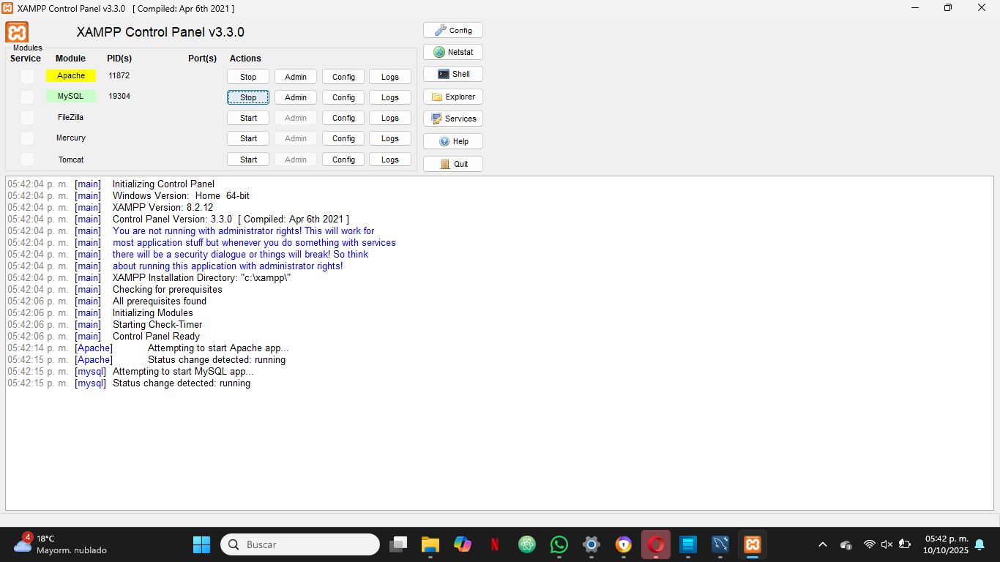 XAMPP Control Panel v3.3.0 [ Compiled: Apr 6th 2021 ]
XAMPP Control Panel v3.3.0
Config
Modules
Service Module PID(s) Port(s) Actions
Netstat
Apache 11872 Stop Admin Config Logs
Shell
MySQL 19304 Stop Admin Config Logs
Explorer
FileZilla Start Admin Config Logs
Services
Mercury Start Admin Config Logs
Help
Tomcat Start Admin Config Logs
Quit
05:42:04 p. m. [main] Initializing Control Panel
05:42:04 p. m. [main] Windows Version: Home 64-bit
05:42:04 p. m. [main] XAMPP Version: 8.2.12
05:42:04 p. m. [main] Control Panel Version: 3.3.0 [ Compiled: Apr 6th 2021 ]
05:42:04 p. m. [main] You are not running with administrator rights! This will work for
05:42:04 p. m. [main] most application stuff but whenever you do something with services
05:42:04 p. m. [main] there will be a security dialogue or things will break! So think
05:42:04 p. m. [main] about running this application with administrator rights!
05:42:04 p. m. [main] XAMPP Installation Directory: "c:\xampp\"
05:42:04 p. m. [main] Checking for prerequisites
05:42:06 p. m. [main] All prerequisites found
05:42:06 p. m. [main] Initializing Modules
05:42:06 p. m. [main] Starting Check-Timer
05:42:06 p. m. [main] Control Panel Ready
05:42:14 p. m. [Apache] Attempting to start Apache app...
05:42:15 p. m. [Apache] Status change detected: running
05:42:15 p. m. [mysql] Attempting to start MySQL app...
05:42:15 p. m. [mysql] Status change detected: running
4
18°C
Mayorm. nublado
Buscar
N
05:42 p. m.
10/10/2025